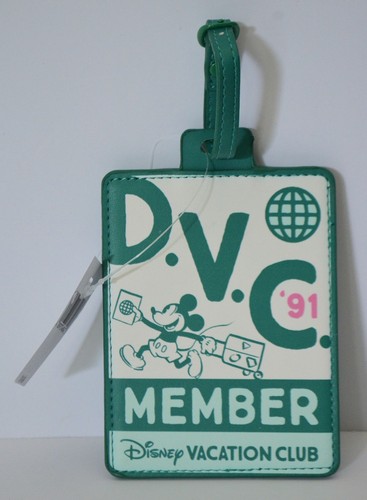 D.V.C.
'91
MEMBER
Disney VACATION CLUB